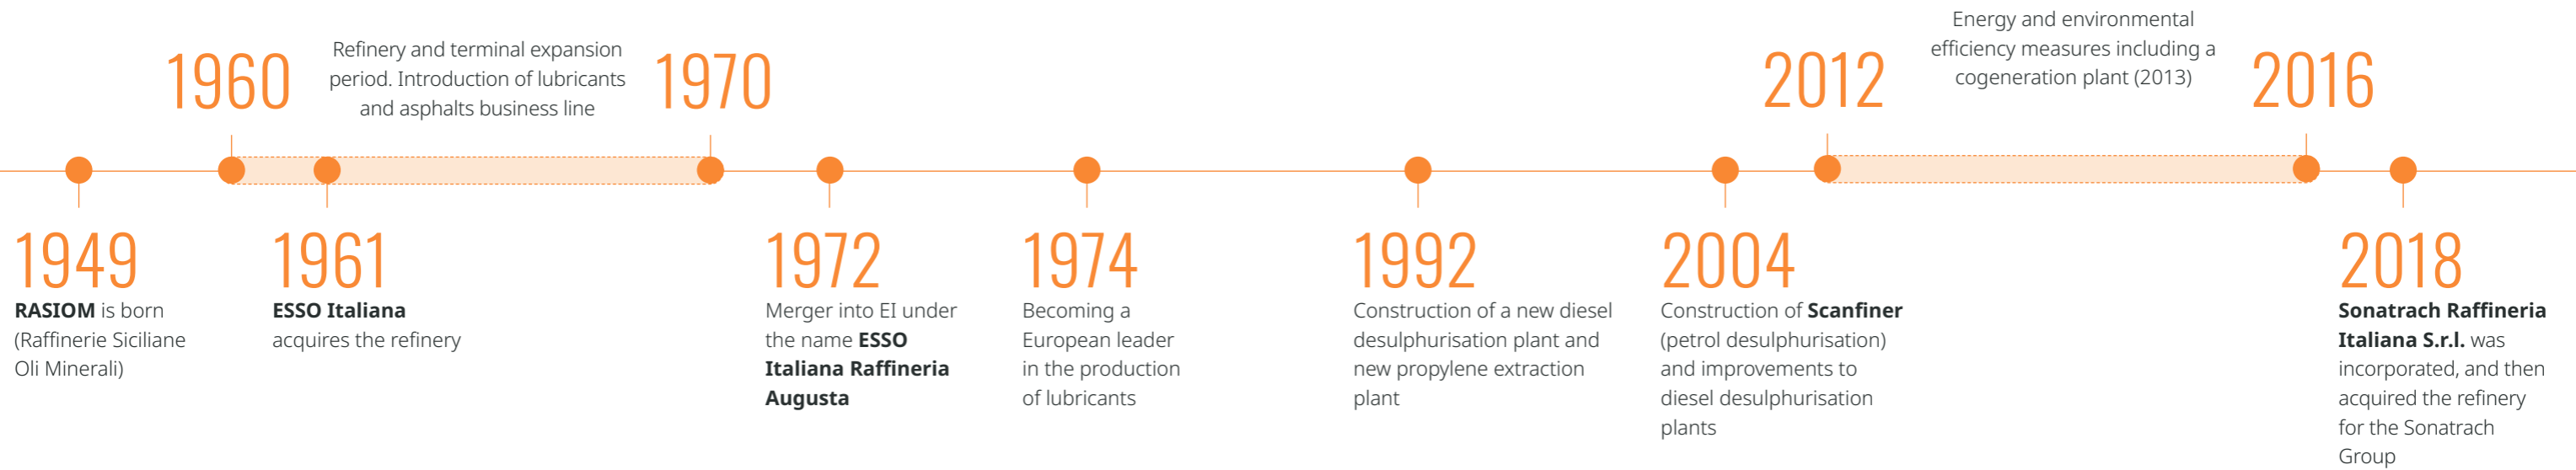 1949
RASIOM is born
(Raffinerie Siciliane
Oli Minerali)
1960
Refinery and terminal expansion
period. Introduction of lubricants
and asphalts business line
1970
1961
ESSO Italiana
acquires the refinery
1972
Merger into EI under
the name ESSO
Italiana Raffineria
Augusta
1974
Becoming a
European leader
in the production
of lubricants
1992
Construction of a new diesel
desulphurisation plant and
new propylene extraction
plant
2004
Construction of Scanfiner
(petrol desulphurisation)
and improvements to
diesel desulphurisation
plants
2012
Energy and environmental
efficiency measures including a
cogeneration plant (2013)
2016
2018
Sonatrach Raffineria
Italiana S.r.l. was
incorporated, and then
acquired the refinery
for the Sonatrach
Group